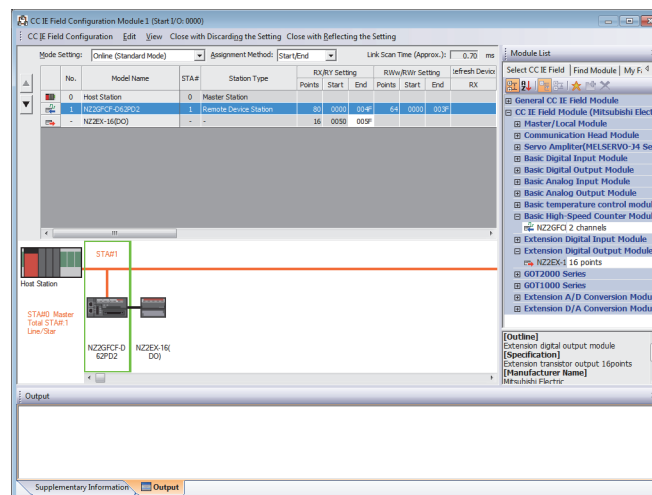 CC IE Field Configuration Module 1 (Start I/O: 0000)
CC IE Field Configuration Edit View Close with Discarding the Setting Close with Reflecting the Setting
Mode Setting: Online (Standard Mode) Assignment Method: Start/End Link Scan Time (Approx.): 0.70 ms
No. Model Name STA# Station Type RX/RY Setting RWw/RWr Setting Refresh Device
Points Start End Points Start End RX
0 Host Station 0 Master Station
1 NZ2GFCF-D62PD2 1 Remote Device Station 80 0000 004F 64 0000 003F
- NZ2EX-16(DO) - - 16 0050 005F
STA#1
Host Station
STA#0 Master
Total STA#:1
Line/Star
NZ2GFCF-D
62PD2
NZ2EX-16(
DO)
Module List
Select CC IE Field Find Module My Fa
General CC IE Field Module
CC IE Field Module (Mitsubishi Elect
Master/Local Module
Communication Head Module
Servo Amplifer(MELSERVO-J4 Se
Basic Digital Input Module
Basic Digital Output Module
Basic Analog Input Module
Basic Analog Output Module
Basic temperature control modul
Basic High-Speed Counter Modul
NZ2GFCF 2 channels
Extension Digital Input Module
Extension Digital Output Module
NZ2EX-1 16 points
GOT2000 Series
GOT1000 Series
Extension A/D Conversion Modu
Extension D/A Conversion Modu
[Outline]
Extension digital output module
[Specification]
Extension transistor output 16points
[Manufacturer Name]
Mitsubishi Electric
Output
Supplementary Information Output